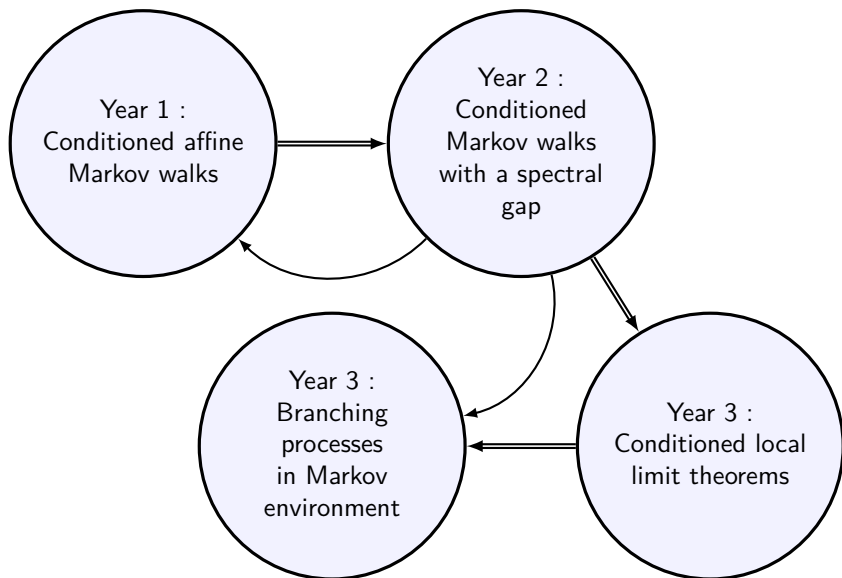 Year 1 :
Conditioned affine
Markov walks
Year 2 :
Conditioned
Markov walks
with a spectral
gap
Year 3 :
Branching
processes
in Markov
environment
Year 3 :
Conditioned local
limit theorems